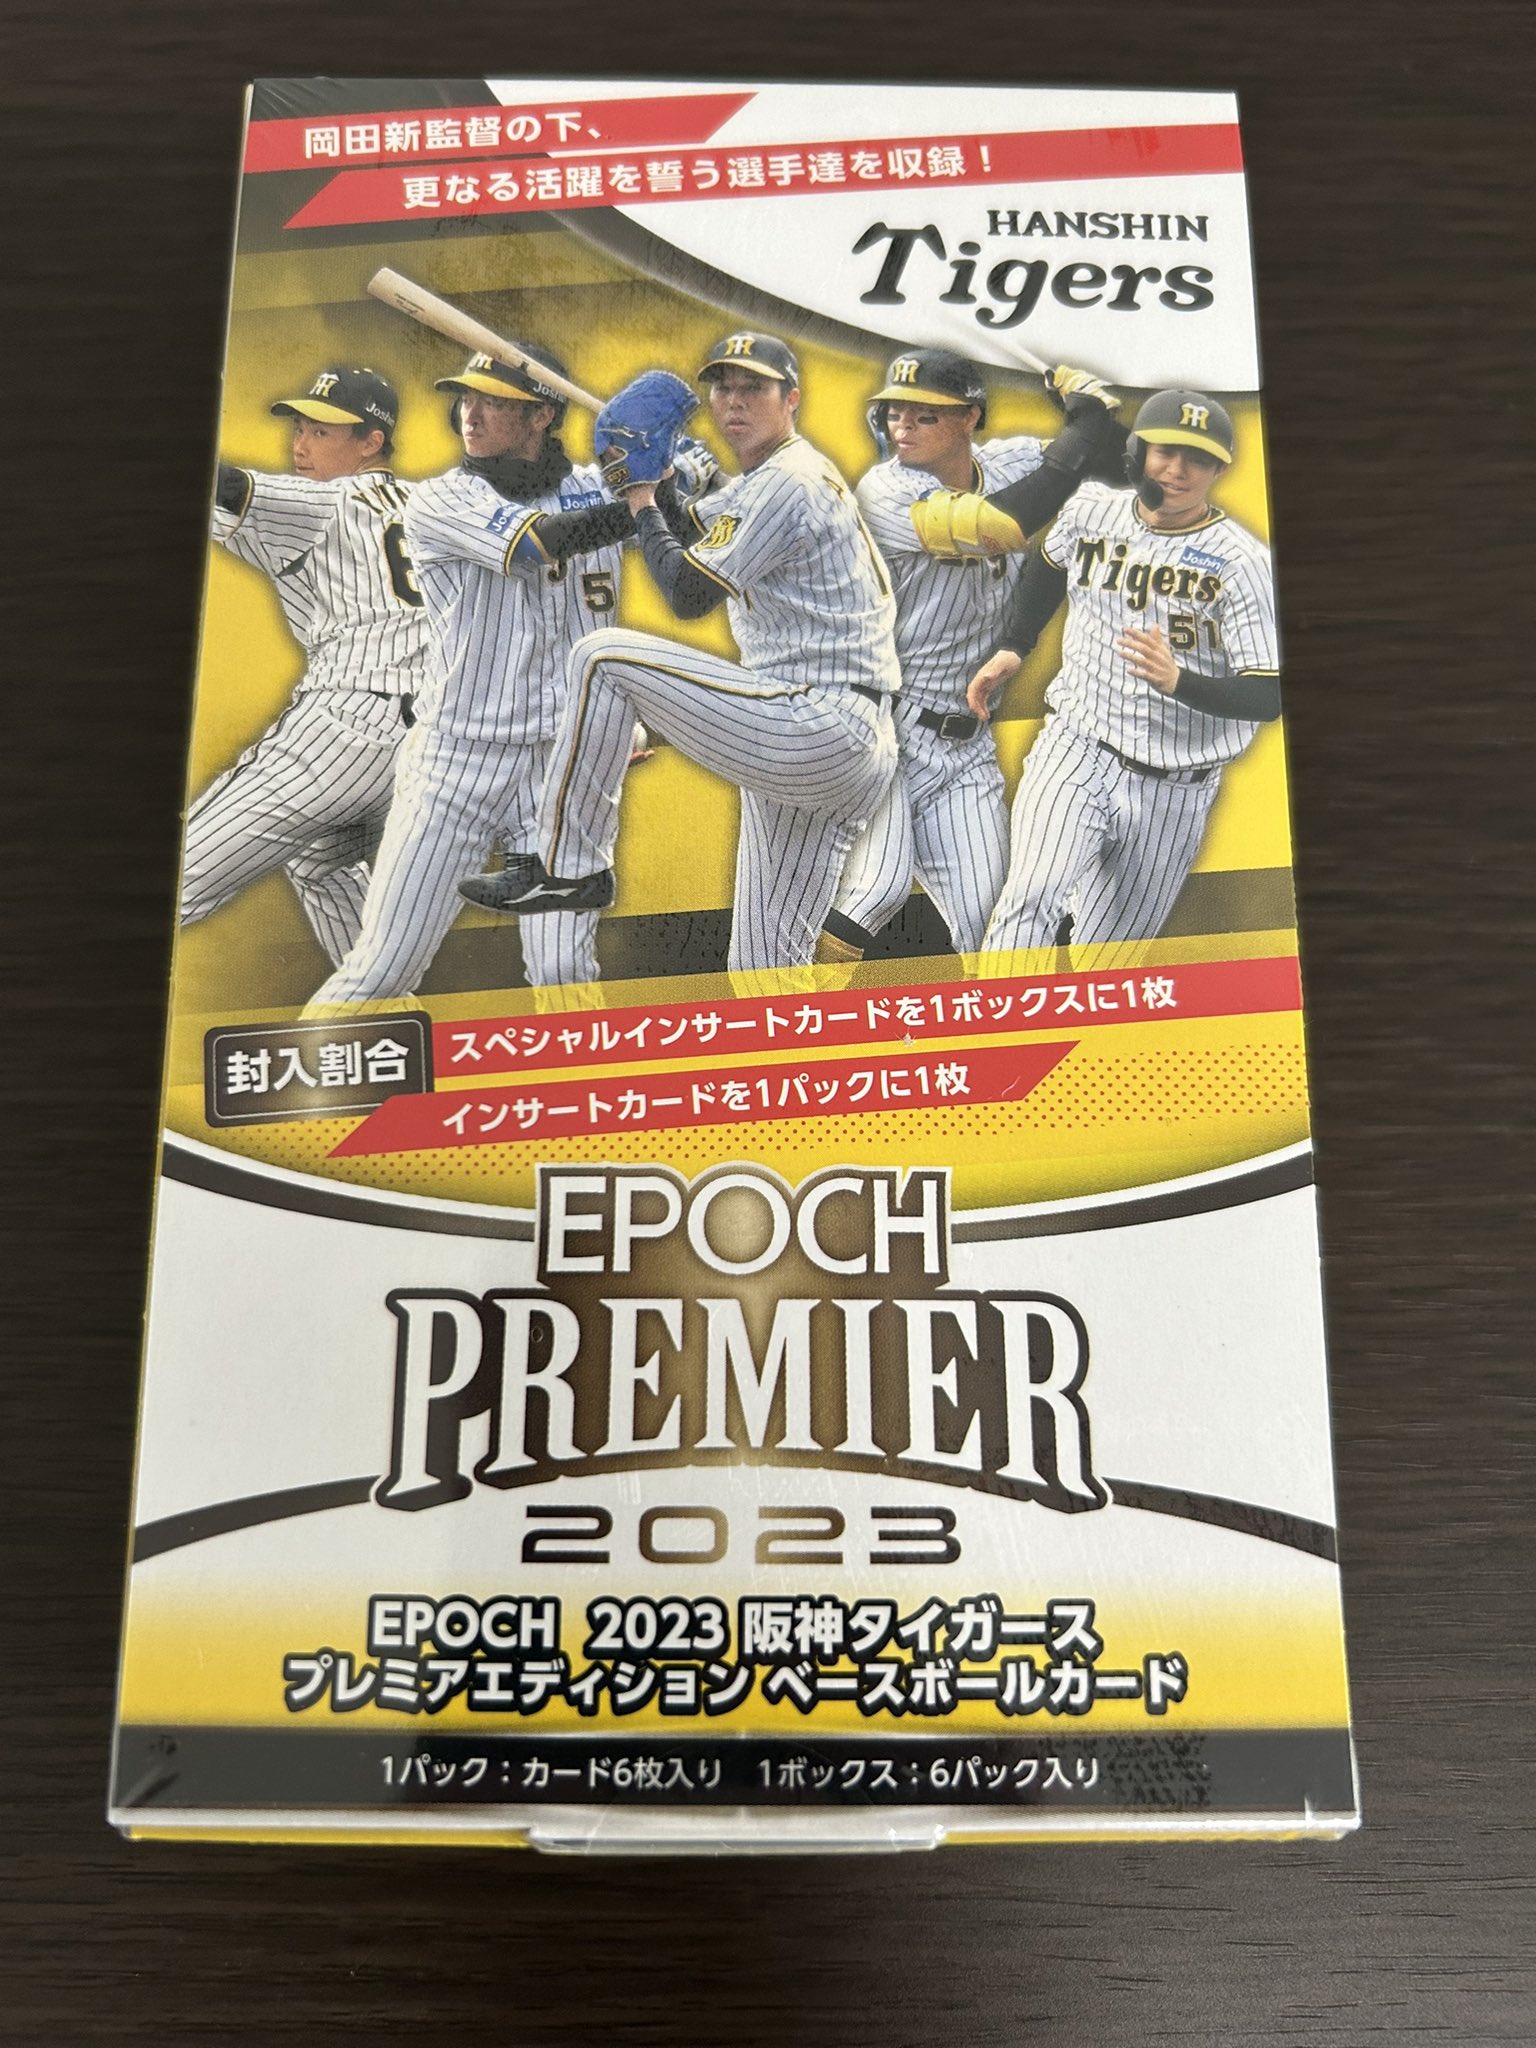 岡田新監督の下、
更なる活躍を誓う選手達を収録！
HANSHIN
Tigers
Joshin
5
Tigers
51
封入割合
スペシャルインサートカードを1ボックスに1枚
インサートカードを1パックに1枚
EPOCH
PREMIER
2023
EPOCH 2023 阪神タイガース
プレミアエディション ベースボールカード
1パック：カード6枚入り　1ボックス：6パック入り